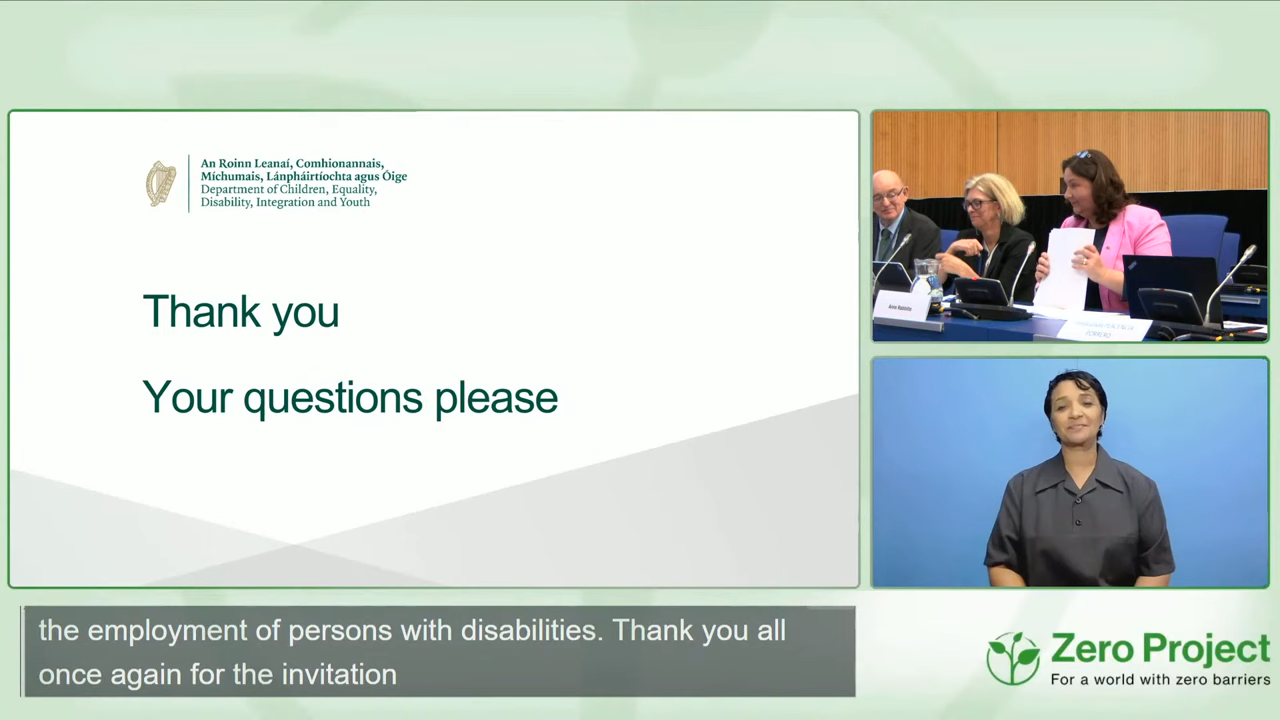 An Roinn Leanaí, Comhionannais,
Míchumais, Lánpháirtíochta agus Óige
Department of Children, Equality,
Disability, Integration and Youth
Thank you
Your questions please
the employment of persons with disabilities. Thank you all
once again for the invitation
Zero Project
For a world with zero barriers